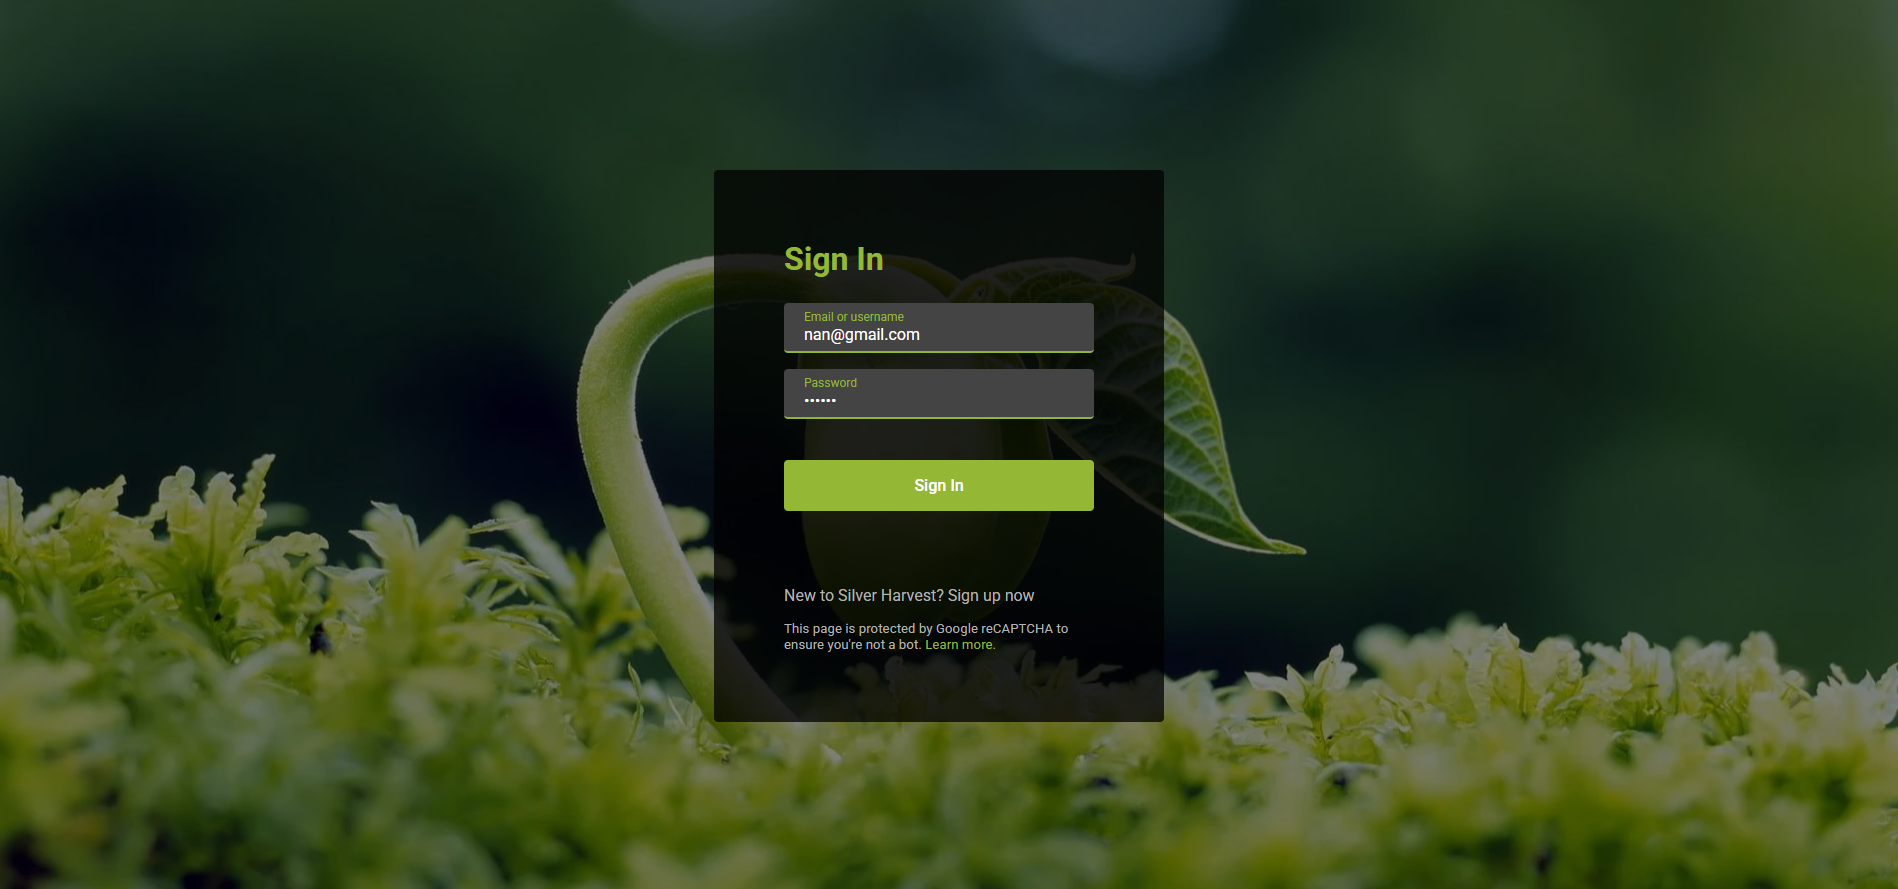 Sign In
Email or username
nan@gmail.com
Password
••••••
Sign In
New to Silver Harvest? Sign up now
This page is protected by Google reCAPTCHA to
ensure you're not a bot. Learn more.